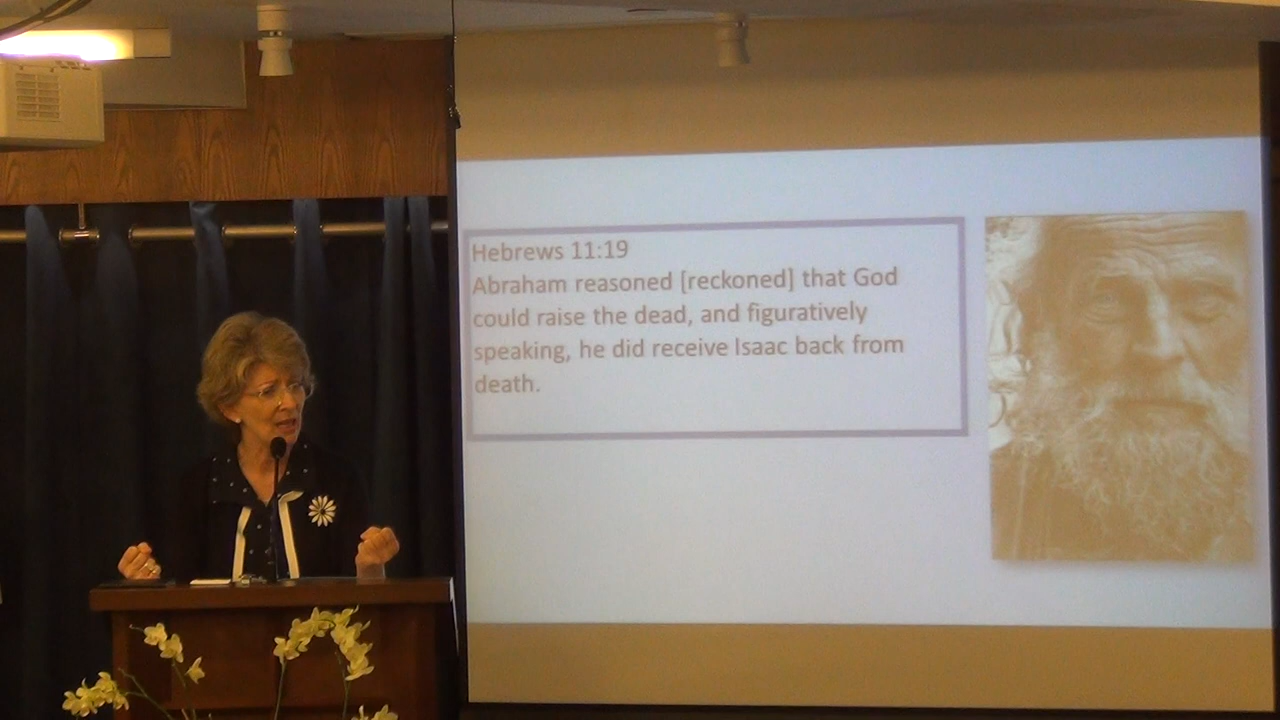 Hebrews 11:19
Abraham reasoned [reckoned] that God
could raise the dead, and figuratively
speaking, he did receive Isaac back from
death.